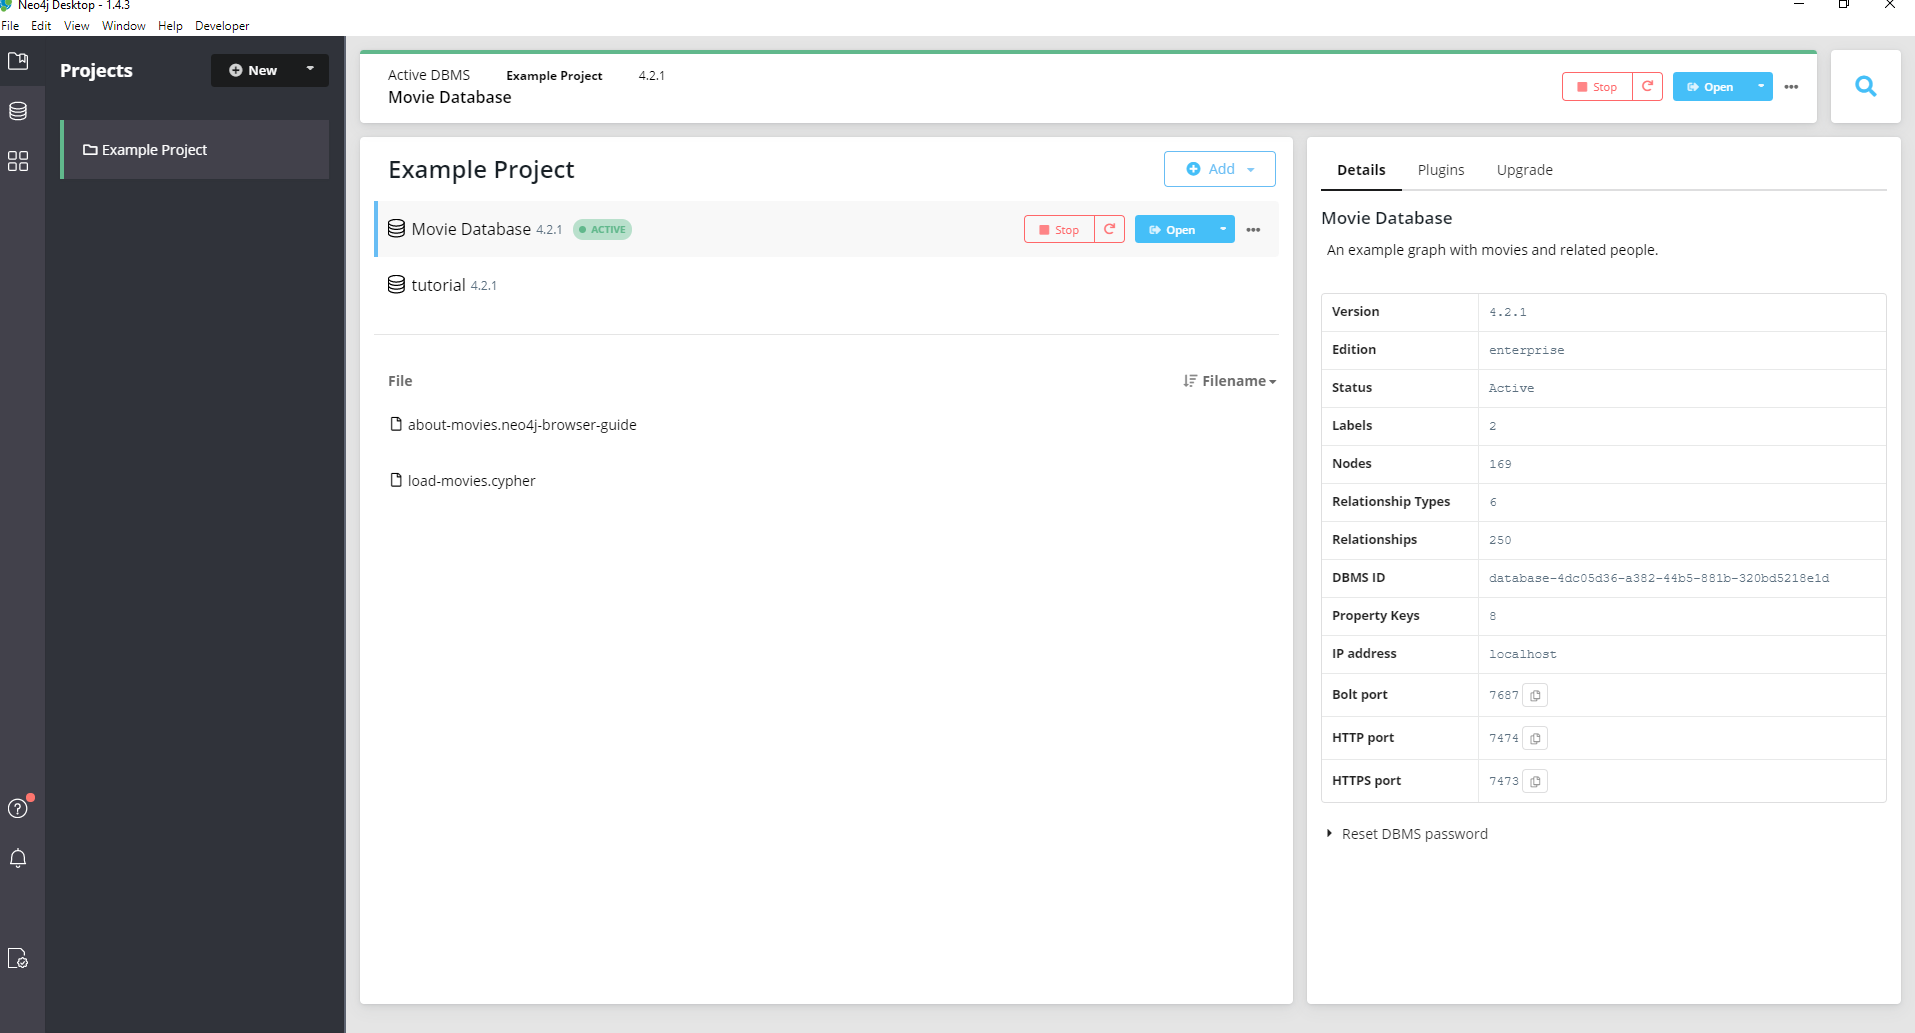 Neo4j Desktop - 1.4.3
File Edit View Window Help Developer
Projects
New
Example Project
Active DBMS Example Project 4.2.1
Movie Database
Stop
Open
Example Project
Add
Movie Database 4.2.1 ACTIVE
Stop
Open
tutorial 4.2.1
File
Filename
about-movies.neo4j-browser-guide
load-movies.cypher
Details Plugins Upgrade
Movie Database
An example graph with movies and related people.
Version 4.2.1
Edition enterprise
Status Active
Labels 2
Nodes 169
Relationship Types 6
Relationships 250
DBMS ID database-4dc05d36-a382-44b5-881b-320bd5218e1d
Property Keys 8
IP address localhost
Bolt port 7687
HTTP port 7474
HTTPS port 7473
Reset DBMS password